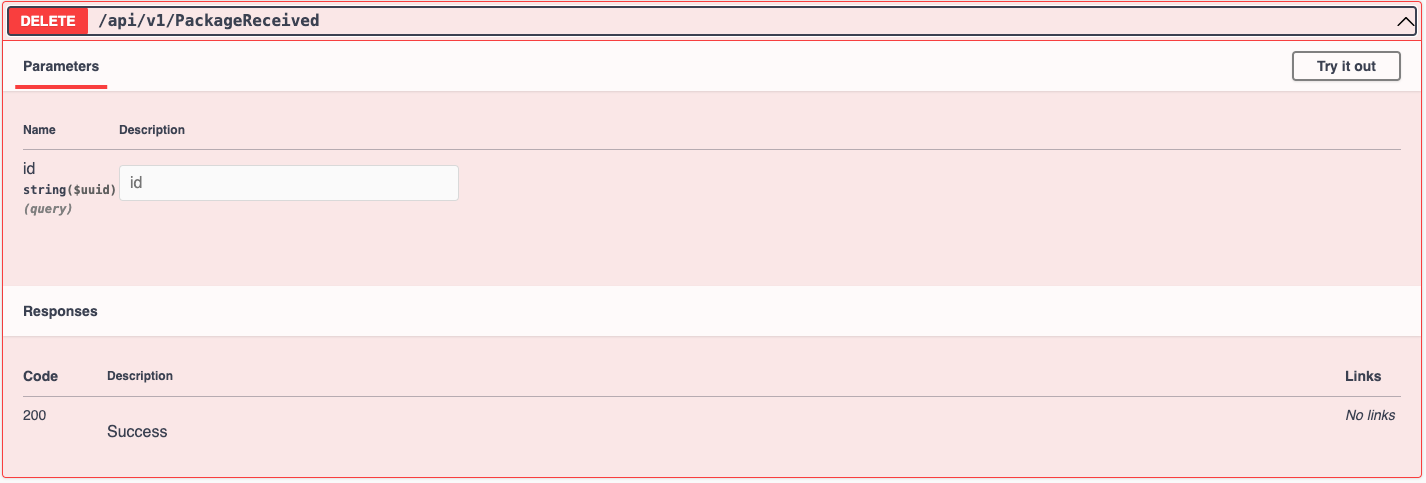 DELETE /api/v1/PackageReceived
Parameters Try it out
Name Description
id
string($uuid) id
(query)
Responses
Code Description Links
200 No links
Success